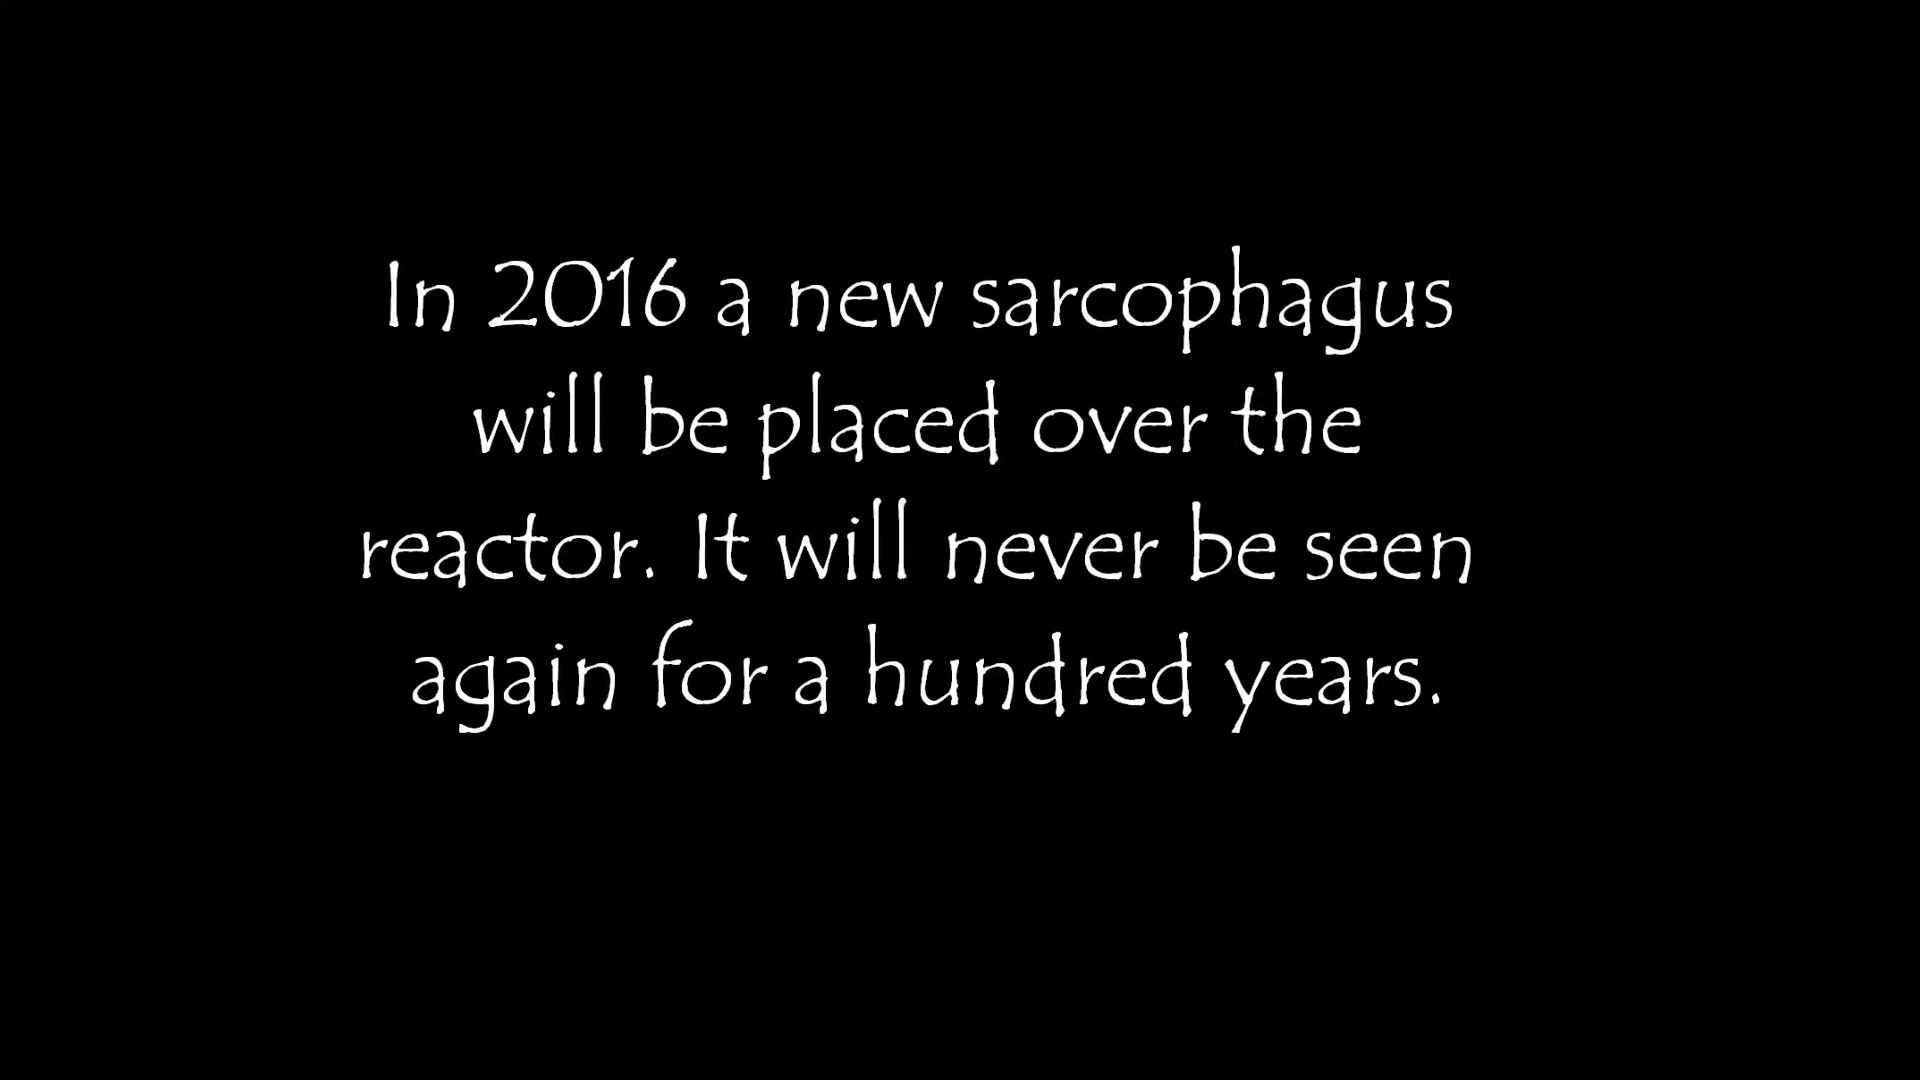 In 2016 a new sarcophagus
will be placed over the
reactor. It will never be seen
again for a hundred years.